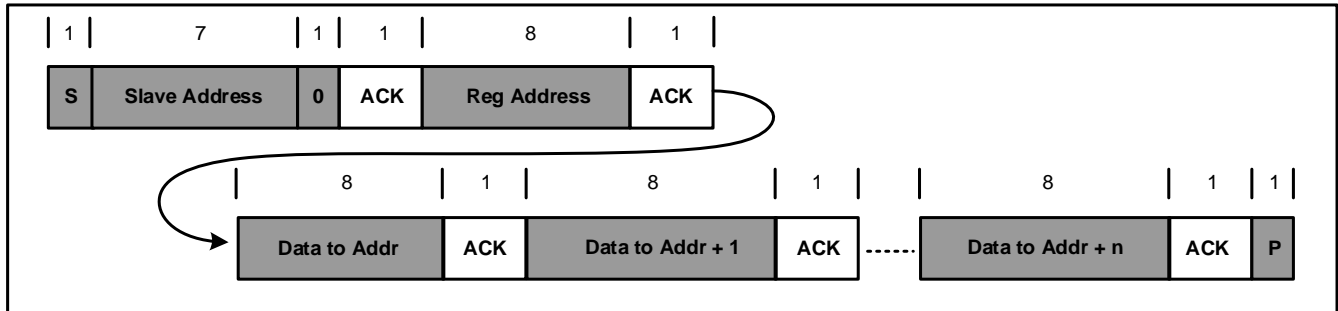 1 7 1 1 8 1
S Slave Address 0 ACK Reg Address ACK
8 1 8 1 8 1 1
Data to Addr ACK Data to Addr + 1 ACK Data to Addr + n ACK P